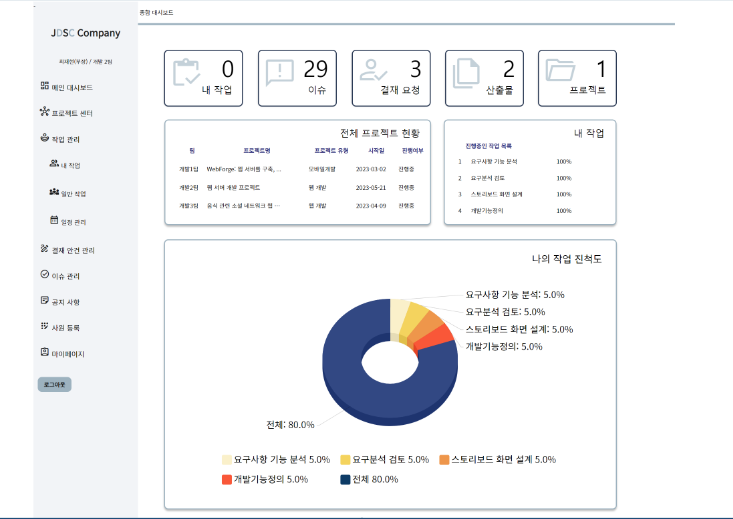 통합 대시보드
JDSC Company
개발 2팀
메인 대시보드
프로젝트 센터
작업 관리
내 작업
일반 작업
일정 관리
결재 안건 관리
이슈 관리
공지 사항
사원 등록
마이페이지
로그아웃
0
내 작업
29
이슈
3
결재 요청
2
산출물
1
프로젝트
전체 프로젝트 현황
팀 프로젝트명 프로젝트 유형 시작일 진행여부
개발1팀 WebForge: 웹 서버를 구축, ... 모바일개발 2023-03-02 진행중
개발2팀 웹 서버 개발 프로젝트 웹 개발 2023-05-21 진행중
개발3팀 음식 관련 소셜 네트워크 웹 ... 웹 개발 2023-04-09 진행중
내 작업
진행중인 작업 목록
1 요구사항 기능 분석 100%
2 요구분석 검토 100%
3 스토리보드 화면 설계 100%
4 개발기능정의 100%
나의 작업 진척도
요구사항 기능 분석: 5.0%
요구분석 검토: 5.0%
스토리보드 화면 설계: 5.0%
개발기능정의: 5.0%
전체: 80.0%
요구사항 기능 분석 5.0% 요구분석 검토 5.0% 스토리보드 화면 설계 5.0%
개발기능정의 5.0% 전체 80.0%